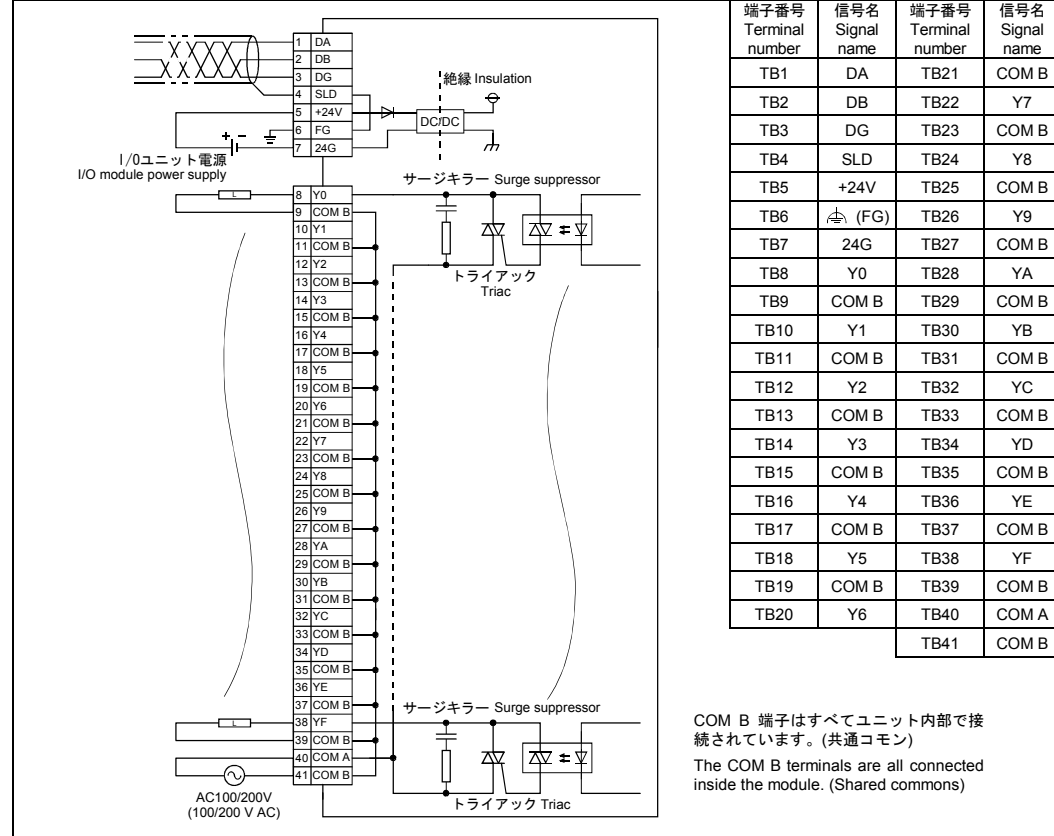 1 DA
2 DB
3 DG
4 SLD
5 +24V
6 FG
7 24G
絶縁 Insulation
DC/DC
+ -
I/Oユニット電源
I/O module power supply
サージキラー Surge suppressor
L
8 Y0
9 COM B
10 Y1
11 COM B
12 Y2
13 COM B
14 Y3
15 COM B
16 Y4
17 COM B
18 Y5
19 COM B
20 Y6
21 COM B
22 Y7
23 COM B
24 Y8
25 COM B
26 Y9
27 COM B
28 YA
29 COM B
30 YB
31 COM B
32 YC
33 COM B
34 YD
35 COM B
36 YE
37 COM B
38 YF
39 COM B
40 COM A
41 COM B
トライアック
Triac
サージキラー Surge suppressor
L
トライアック Triac
AC100/200V
(100/200 V AC)
端子番号 信号名 端子番号 信号名
Terminal Signal Terminal Signal
number name number name
TB1 DA TB21 COM B
TB2 DB TB22 Y7
TB3 DG TB23 COM B
TB4 SLD TB24 Y8
TB5 +24V TB25 COM B
TB6 (FG) TB26 Y9
TB7 24G TB27 COM B
TB8 Y0 TB28 YA
TB9 COM B TB29 COM B
TB10 Y1 TB30 YB
TB11 COM B TB31 COM B
TB12 Y2 TB32 YC
TB13 COM B TB33 COM B
TB14 Y3 TB34 YD
TB15 COM B TB35 COM B
TB16 Y4 TB36 YE
TB17 COM B TB37 COM B
TB18 Y5 TB38 YF
TB19 COM B TB39 COM B
TB20 Y6 TB40 COM A
TB41 COM B
COM B 端子はすべてユニット内部で接
続されています。(共通コモン)
The COM B terminals are all connected
inside the module. (Shared commons)